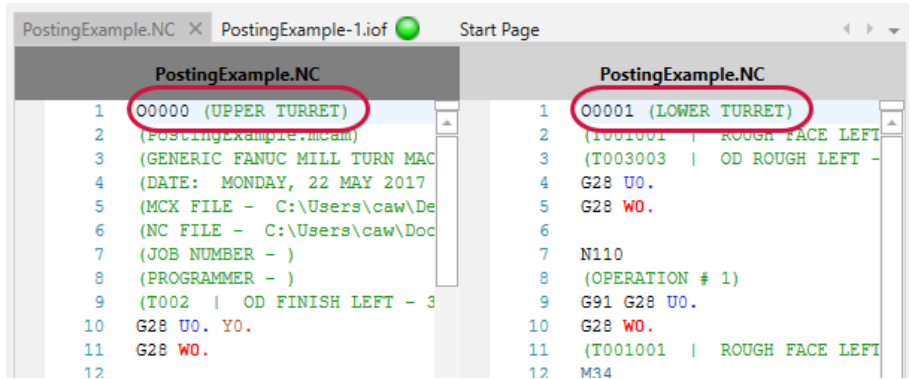 PostingExample.NC PostingExample-1.iof Start Page
PostingExample.NC
1 O0000 (UPPER TURRET)
2 (PostingExample.mcam)
3 (GENERIC FANUC MILL TURN MAC
4 (DATE: MONDAY, 22 MAY 2017
5 (MCX FILE - C:\Users\caw\De
6 (NC FILE - C:\Users\caw\Doc
7 (JOB NUMBER - )
8 (PROGRAMMER - )
9 (T002 | OD FINISH LEFT - 3
10 G28 U0. Y0.
11 G28 W0.
12
PostingExample.NC
1 O0001 (LOWER TURRET)
2 (T001001 | ROUGH FACE LEFT
3 (T003003 | OD ROUGH LEFT -
4 G28 U0.
5 G28 W0.
6
7 N110
8 (OPERATION # 1)
9 G91 G28 U0.
10 G28 W0.
11 (T001001 | ROUGH FACE LEFT
12 M34